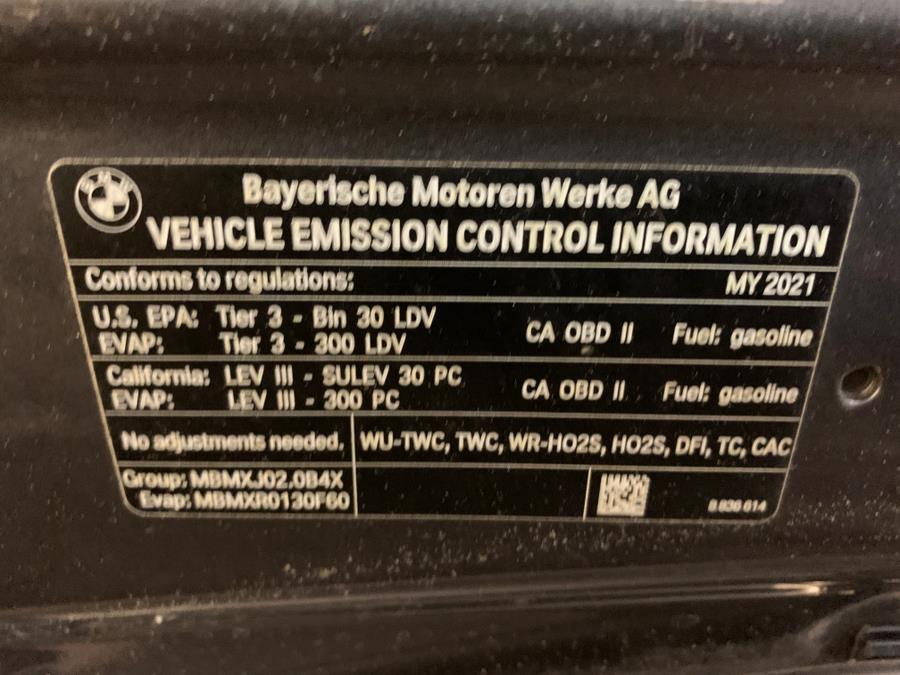 BMW
Bayerische Motoren Werke AG
VEHICLE EMISSION CONTROL INFORMATION
Conforms to regulations: MY 2021
U.S. EPA: Tier 3 - Bin 30 LDV CA OBD II Fuel: gasoline
EVAP: Tier 3 - 300 LDV
California: LEV III - SULEV 30 PC CA OBD II Fuel: gasoline
EVAP: LEV III - 300 PC
No adjustments needed. WU-TWC, TWC, WR-HO2S, HO2S, DFI, TC, CAC
Group: MBMXJ02.0B4X
Evap: MBMXR0130F60
8 836 614